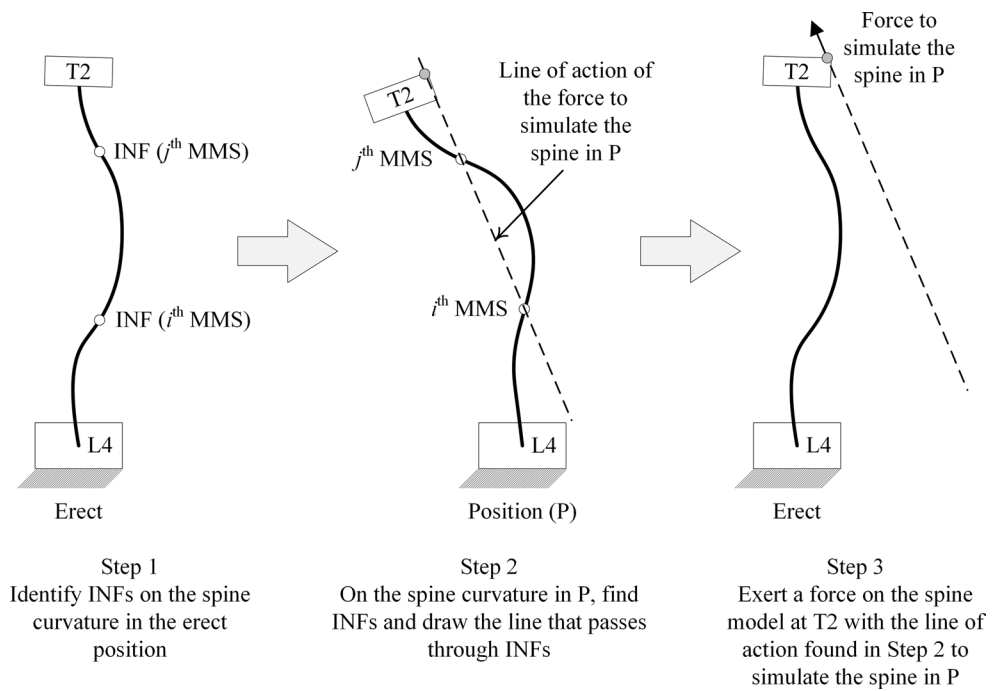 T2
INF (jth MMS)
INF (ith MMS)
L4
Erect
T2
jth MMS
Line of action of
the force to
simulate the
spine in P
ith MMS
L4
Position (P)
Force to
simulate the
spine in P
T2
L4
Erect
Step 1
Identify INFs on the spine
curvature in the erect
position
Step 2
On the spine curvature in P, find
INFs and draw the line that passes
through INFs
Step 3
Exert a force on the spine
model at T2 with the line of
action found in Step 2 to
simulate the spine in P